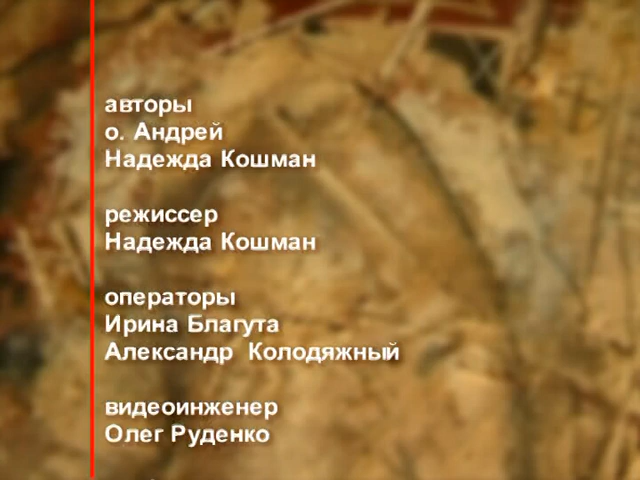 авторы
о. Андрей
Надежда Кошман
режиссер
Надежда Кошман
операторы
Ирина Благута
Александр Колодяжный
видеоинженер
Олег Руденко